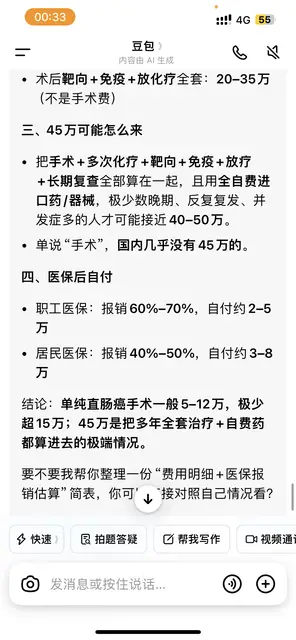 00:33
4G 55
豆包 〉
内容由 AI 生成
• 术后靶向＋免疫＋放化疗全套：20–35万
（不是手术费）
三、45万可能怎么来
• 把手术＋多次化疗＋靶向＋免疫＋放疗
＋长期复查全部算在一起，且用全自费进
口药/器械，极少数晚期、反复复发、并
发症多的人才可能接近40–50万。
• 单说“手术”，国内几乎没有45万的。
四、医保后自付
• 职工医保：报销60%–70%，自付约2–5
万
• 居民医保：报销40%–50%，自付约3–8
万
结论：单纯直肠癌手术一般5–12万，极少
超15万；45万是把多年全套治疗＋自费药
都算进去的极端情况。
要不要我帮你整理一份“费用明细＋医保报
销估算”简表，你可接对照自己情况看？
快速 〉 拍题答疑 帮我写作 视频通
发消息或按住说话...